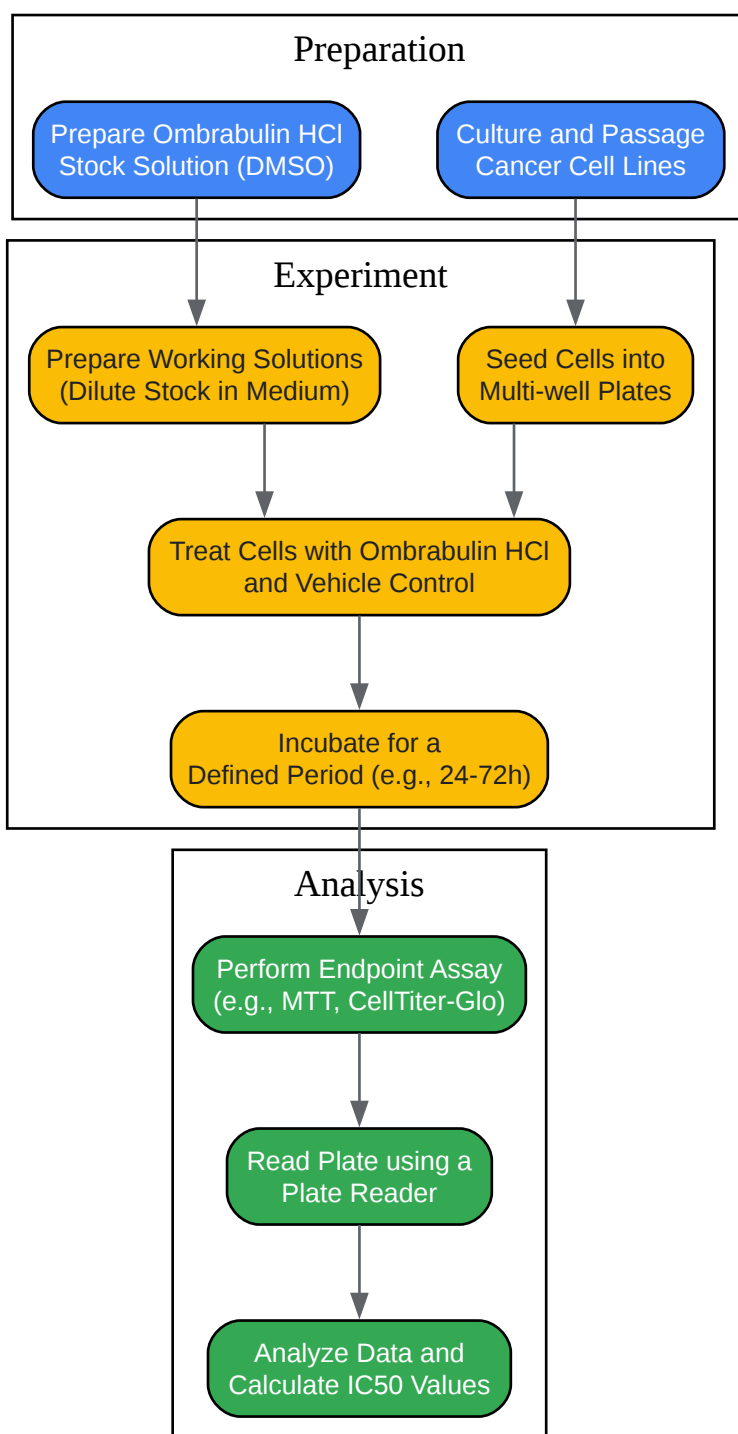 Preparation
Prepare Ombrabulin HCl
Stock Solution (DMSO)
Culture and Passage
Cancer Cell Lines
Experiment
Prepare Working Solutions
(Dilute Stock in Medium)
Seed Cells into
Multi-well Plates
Treat Cells with Ombrabulin HCl
and Vehicle Control
Incubate for a
Defined Period (e.g., 24-72h)
Analysis
Perform Endpoint Assay
(e.g., MTT, CellTiter-Glo)
Read Plate using a
Plate Reader
Analyze Data and
Calculate IC50 Values